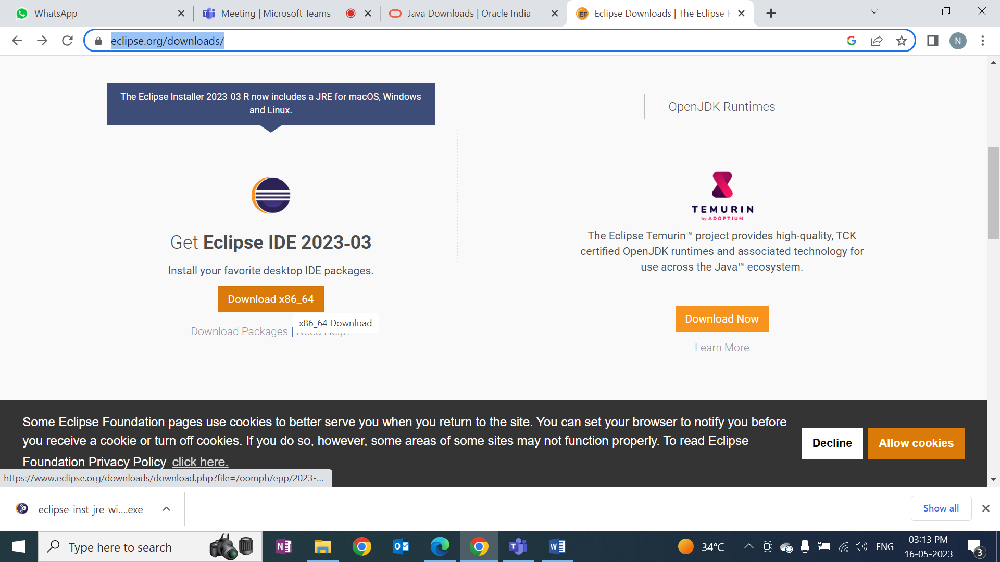 WhatsApp
Meeting | Microsoft Teams
Java Downloads | Oracle India
Eclipse Downloads | The Eclipse F
eclipse.org/downloads/
N
The Eclipse Installer 2023-03 R now includes a JRE for macOS, Windows
and Linux.
OpenJDK Runtimes
TEMURIN
by ADOPTIUM
Get Eclipse IDE 2023-03
Install your favorite desktop IDE packages.
Download x86_64
x86_64 Download
Download Packages | Need Help?
The Eclipse Temurin™ project provides high-quality, TCK
certified OpenJDK runtimes and associated technology for
use across the Java™ ecosystem.
Download Now
Learn More
Some Eclipse Foundation pages use cookies to better serve you when you return to the site. You can set your browser to notify you before
you receive a cookie or turn off cookies. If you do so, however, some areas of some sites may not function properly. To read Eclipse
Foundation Privacy Policy click here.
Decline
Allow cookies
https://www.eclipse.org/downloads/download.php?file=/oomph/epp/2023-...
eclipse-inst-jre-wi....exe
Show all
Type here to search
34°C
ENG
03:13 PM
16-05-2023
3